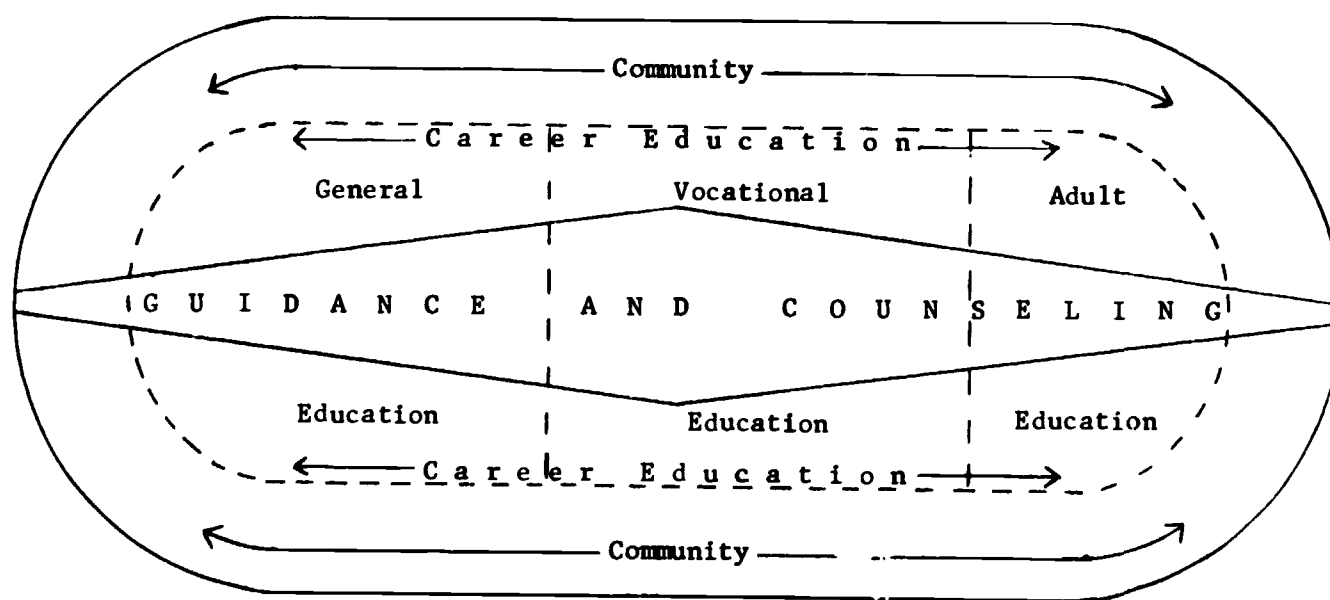 Community
Career Education
General Vocational Adult
GUIDANCE AND COUNSELING
Education Education Education
Career Education
Community